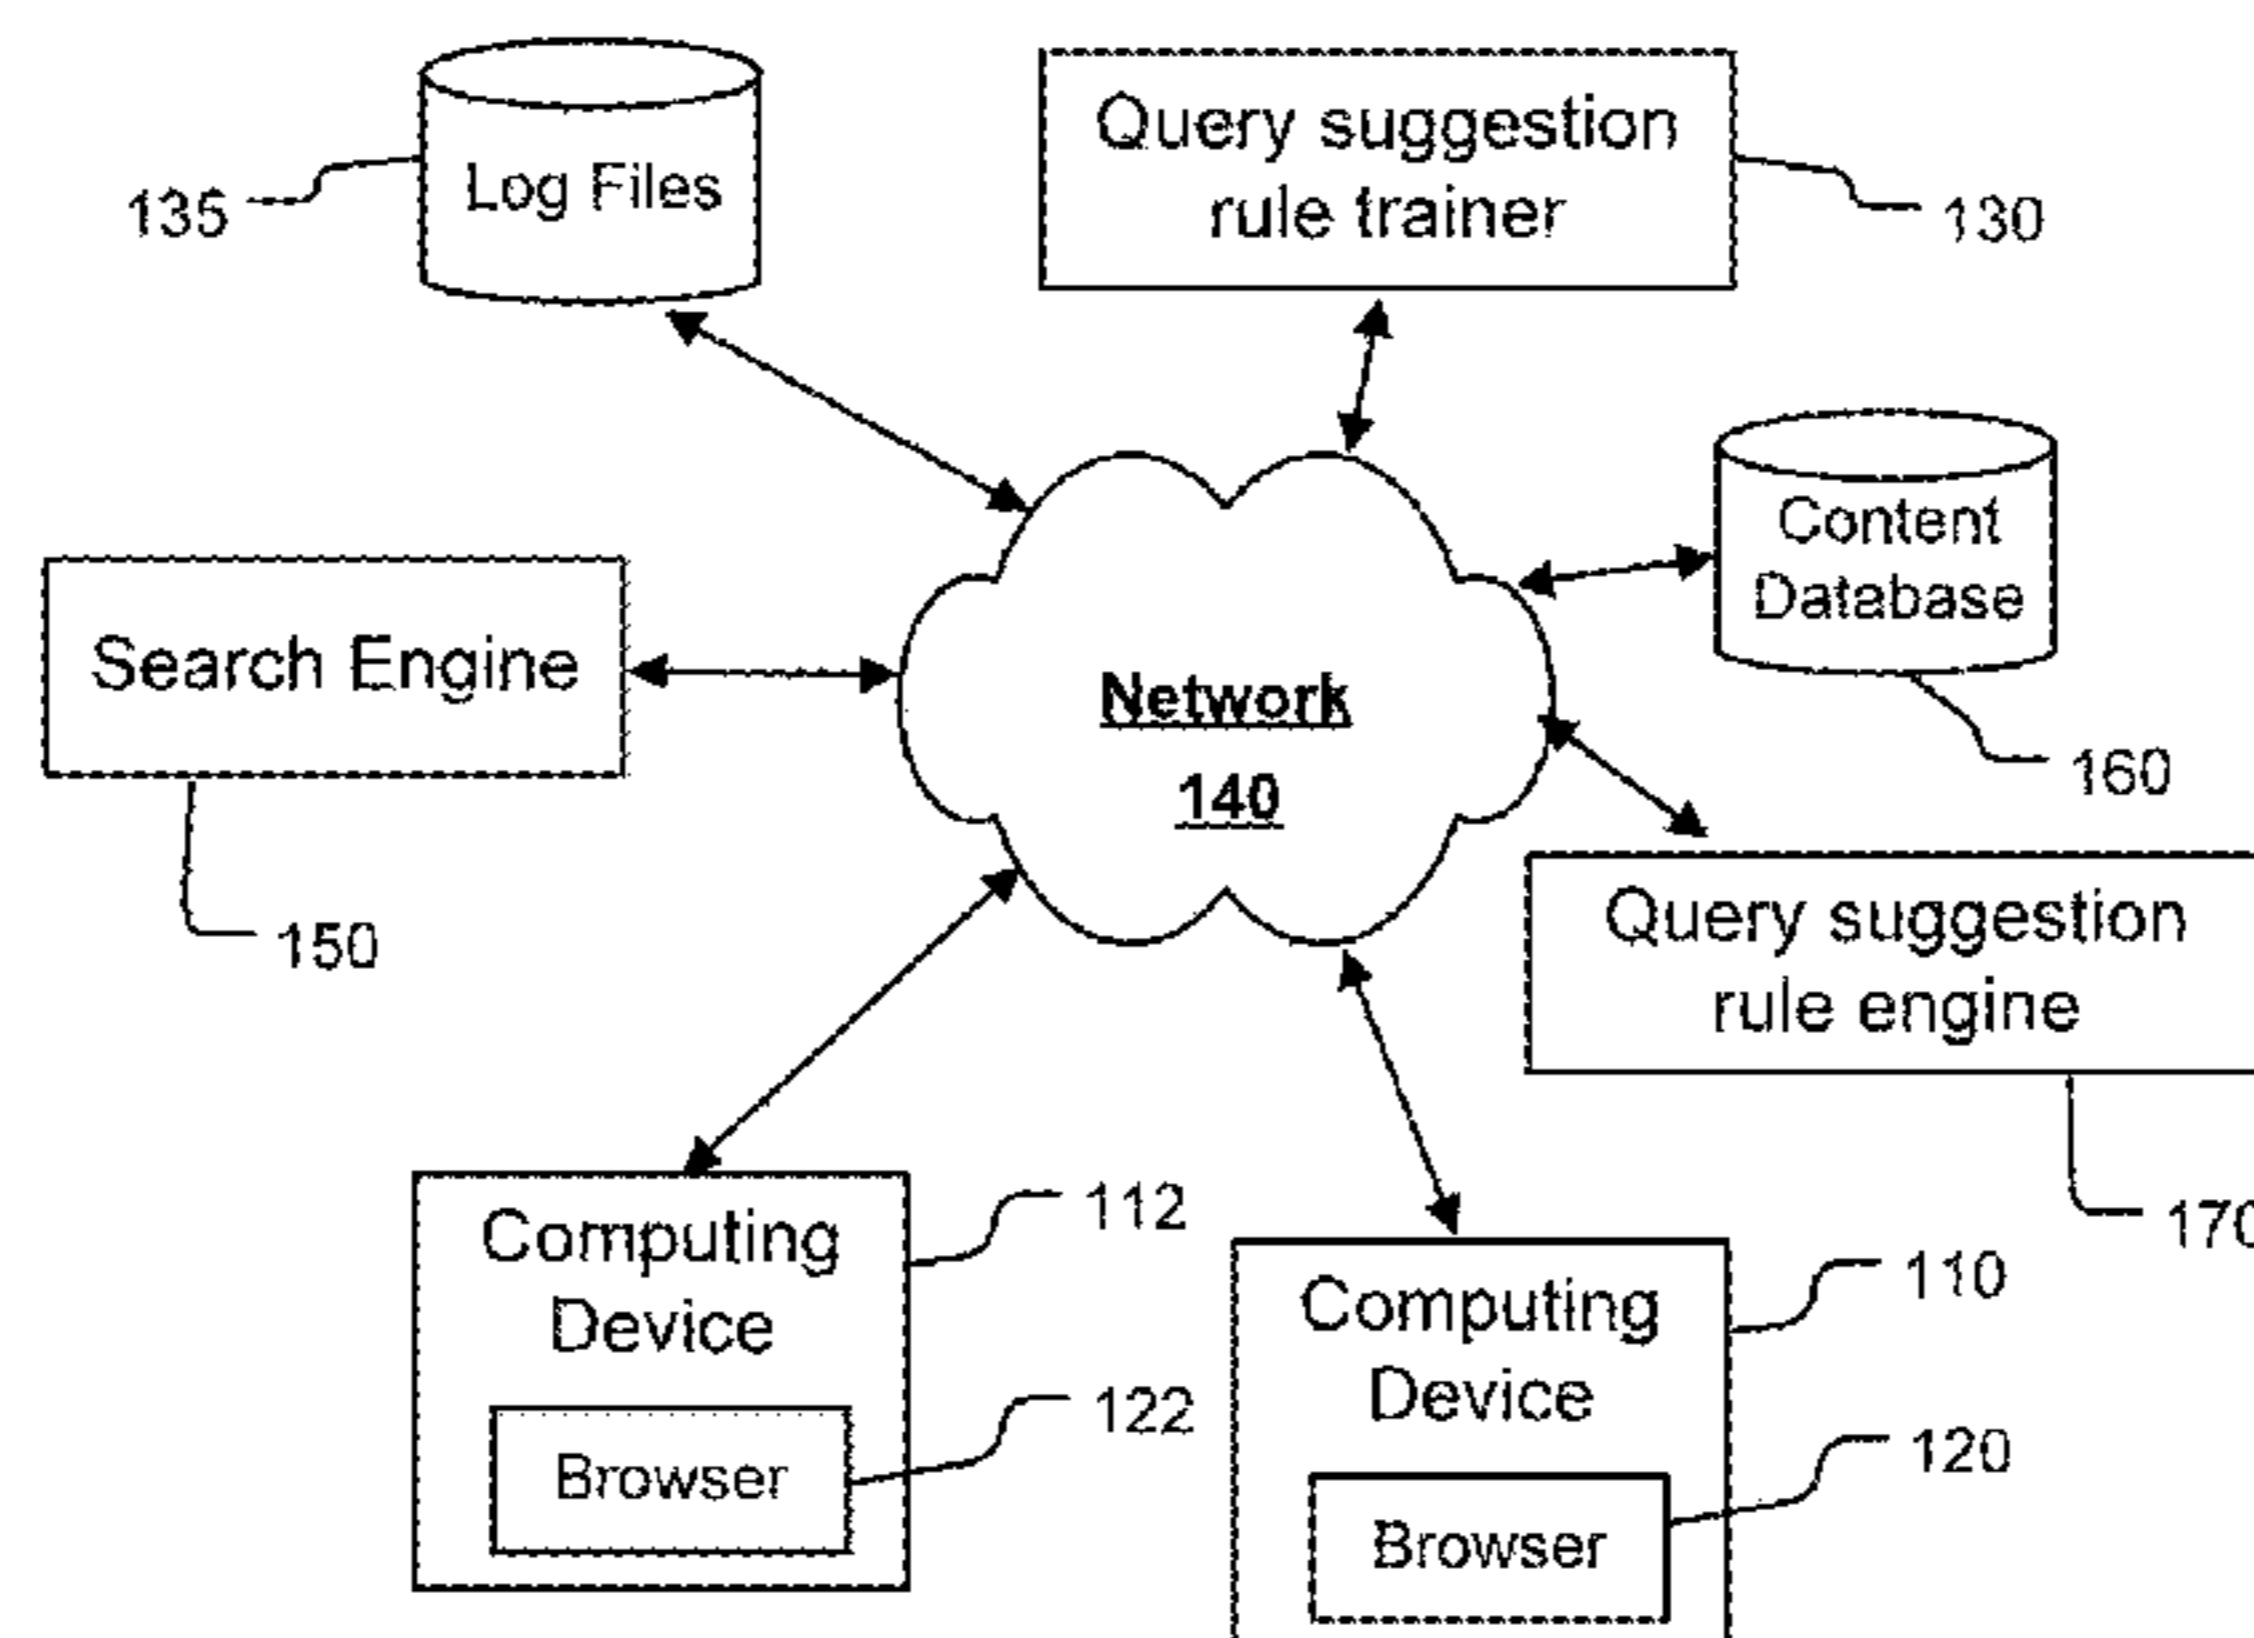 Log Files
135
Query suggestion
rule trainer
130
Content
Database
160
Search Engine
150
Network
140
Query suggestion
rule engine
170
Computing
Device
112
Browser
122
Computing
Device
110
Browser
120